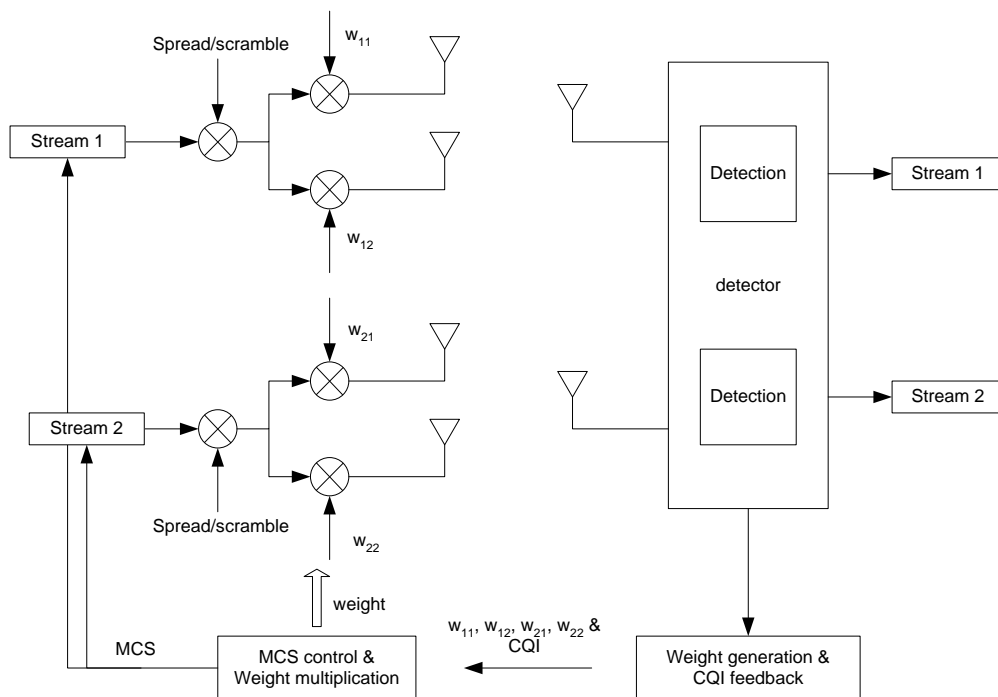 w11
Spread/scramble
Stream 1
w12
Detection
Stream 1
detector
w21
Stream 2
Detection
Stream 2
Spread/scramble
w22
weight
w11, w12, w21, w22 &
CQI
MCS
MCS control &
Weight multiplication
Weight generation &
CQI feedback